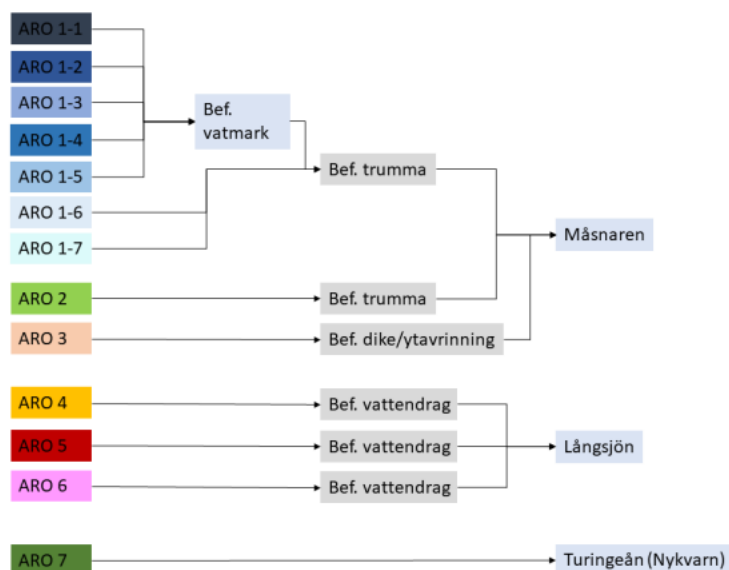 ARO 1-1
ARO 1-2
ARO 1-3
ARO 1-4
ARO 1-5
ARO 1-6
ARO 1-7
Bef.
vatmark
Bef. trumma
Måsnaren
ARO 2
Bef. trumma
ARO 3
Bef. dike/ytavrinning
ARO 4
Bef. vattendrag
ARO 5
Bef. vattendrag
Långsjön
ARO 6
Bef. vattendrag
ARO 7
Turingeån (Nykvarn)